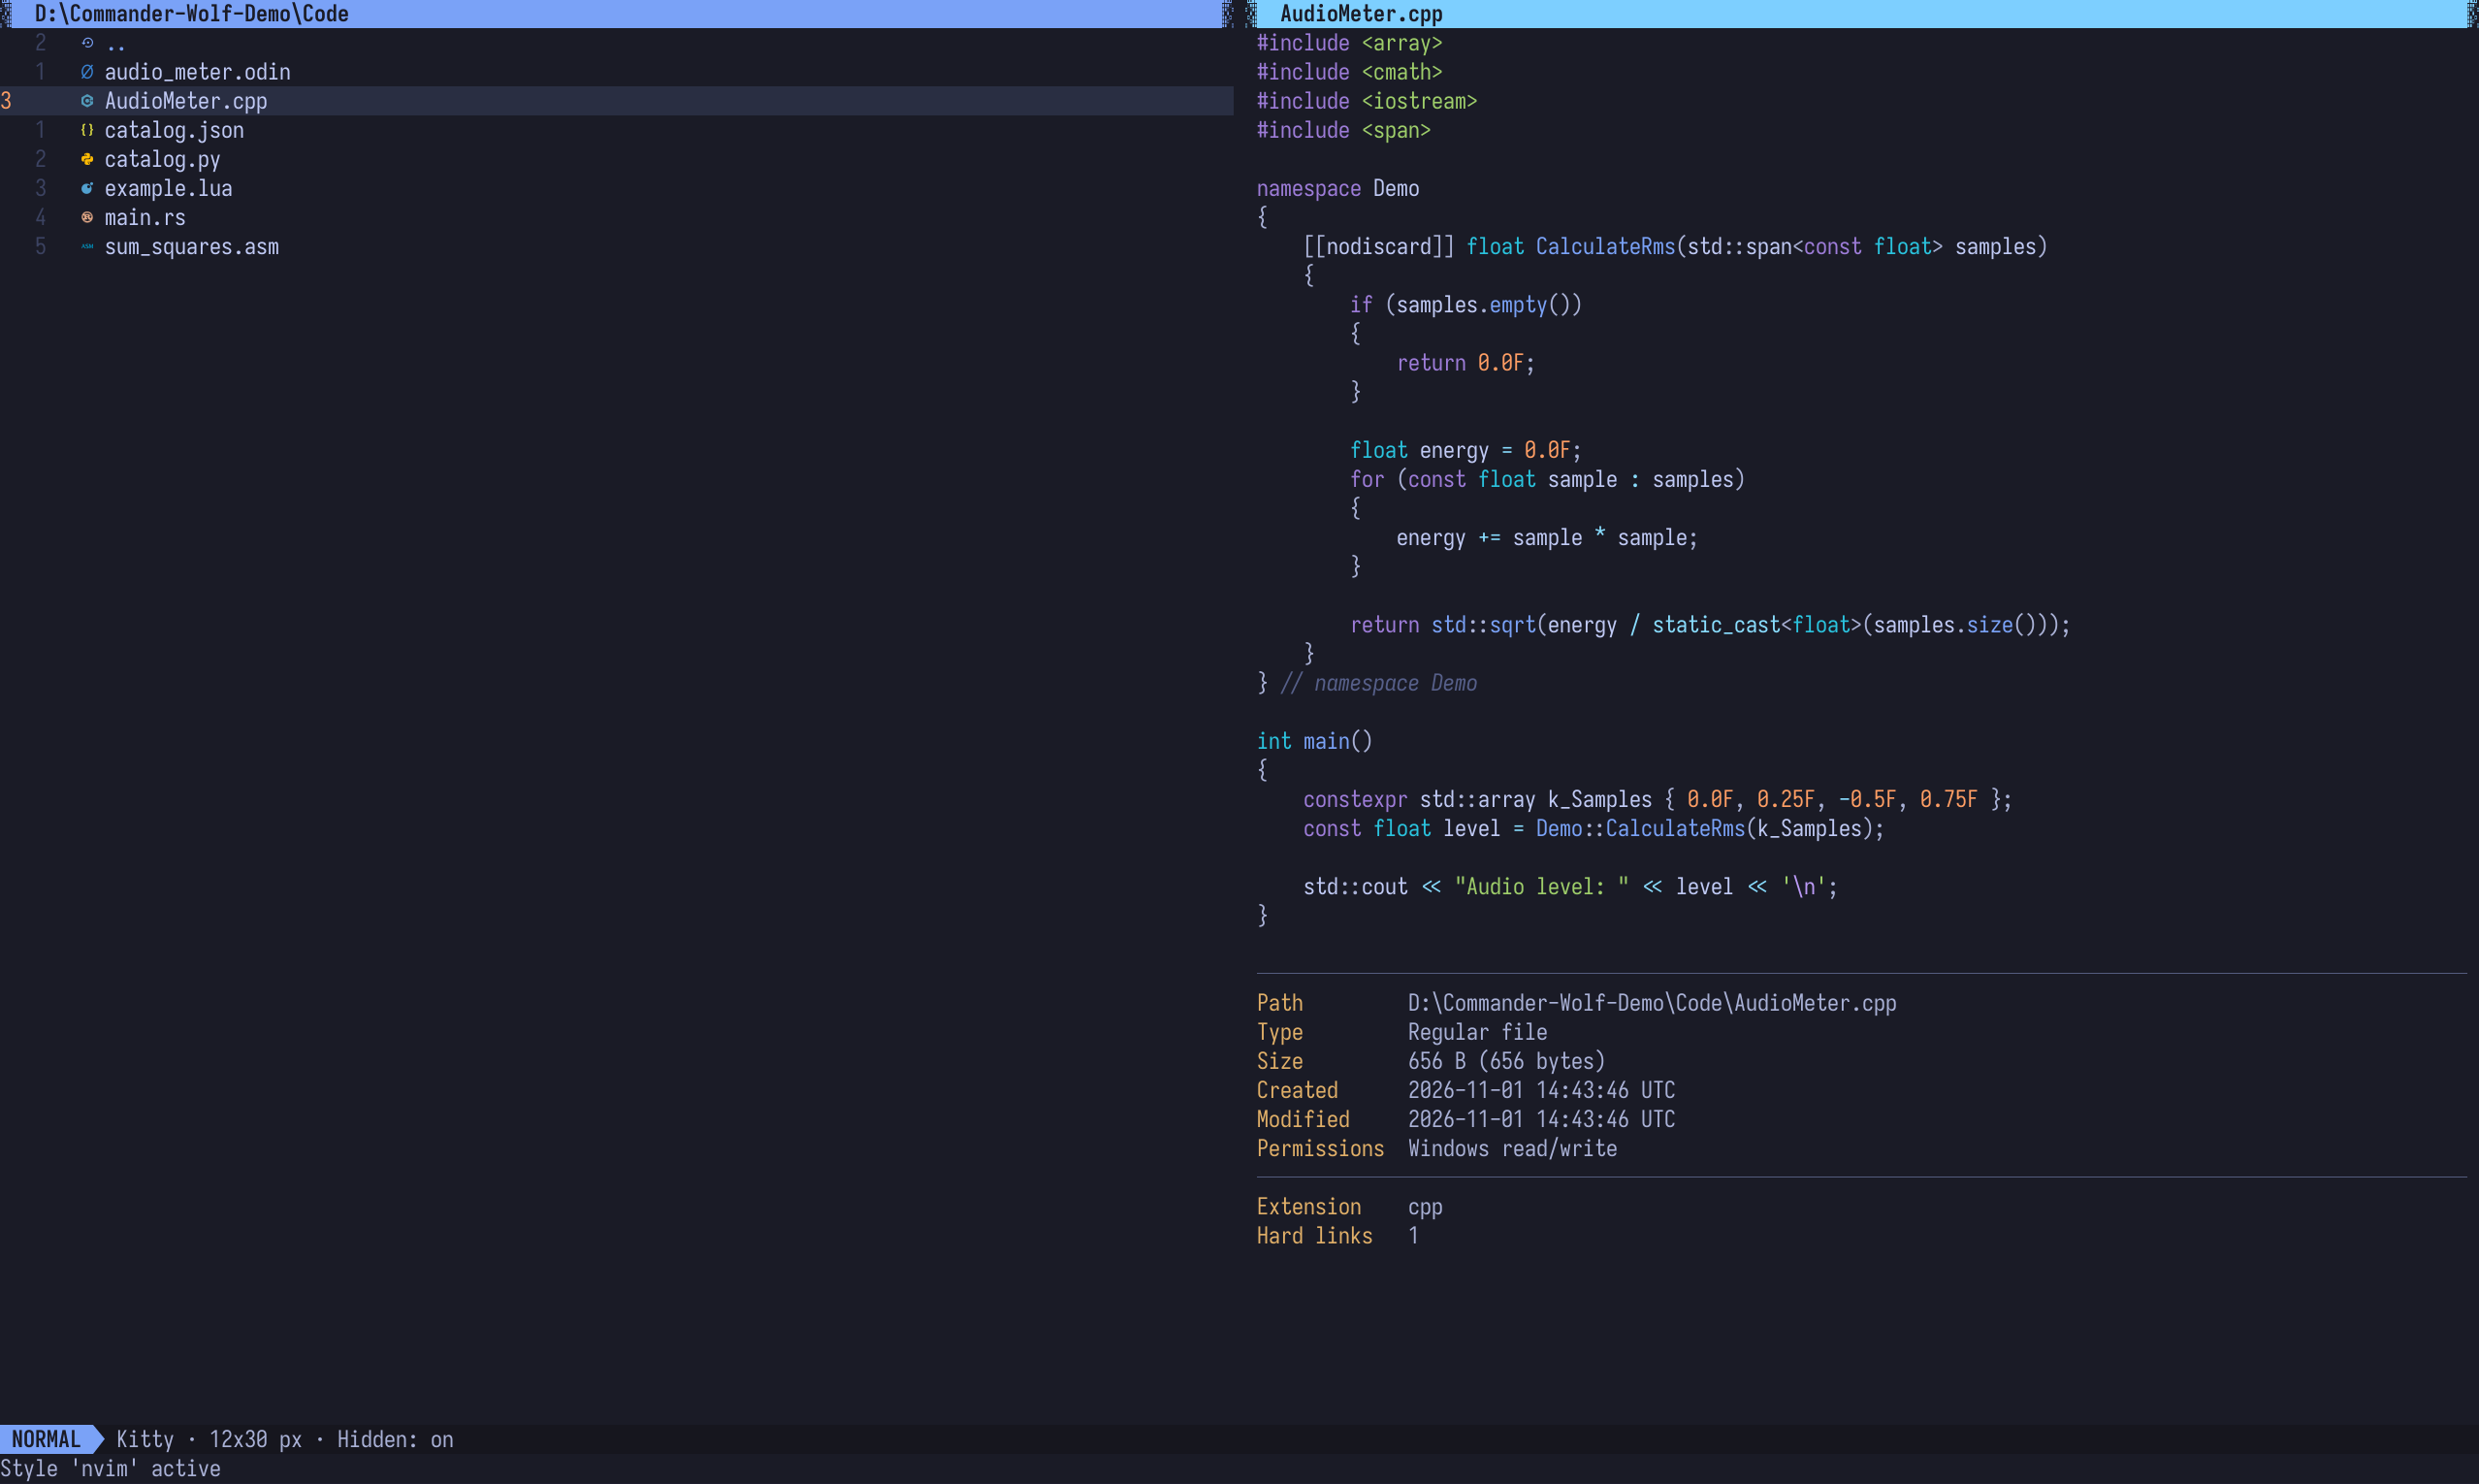 D:\Commander-Wolf-Demo\Code
2 ..
1 audio_meter.odin
3 AudioMeter.cpp
1 {} catalog.json
2 catalog.py
3 example.lua
4 main.rs
5 ASM sum_squares.asm
AudioMeter.cpp
#include <array>
#include <cmath>
#include <iostream>
#include <span>

namespace Demo
{
    [[nodiscard]] float CalculateRms(std::span<const float> samples)
    {
        if (samples.empty())
        {
            return 0.0F;
        }

        float energy = 0.0F;
        for (const float sample : samples)
        {
            energy += sample * sample;
        }

        return std::sqrt(energy / static_cast<float>(samples.size()));
    }
} // namespace Demo

int main()
{
    constexpr std::array k_Samples { 0.0F, 0.25F, -0.5F, 0.75F };
    const float level = Demo::CalculateRms(k_Samples);

    std::cout << "Audio level: " << level << '\n';
}
Path D:\Commander-Wolf-Demo\Code\AudioMeter.cpp
Type Regular file
Size 656 B (656 bytes)
Created 2026-11-01 14:43:46 UTC
Modified 2026-11-01 14:43:46 UTC
Permissions Windows read/write
Extension cpp
Hard links 1
NORMAL Kitty · 12x30 px · Hidden: on
Style 'nvim' active